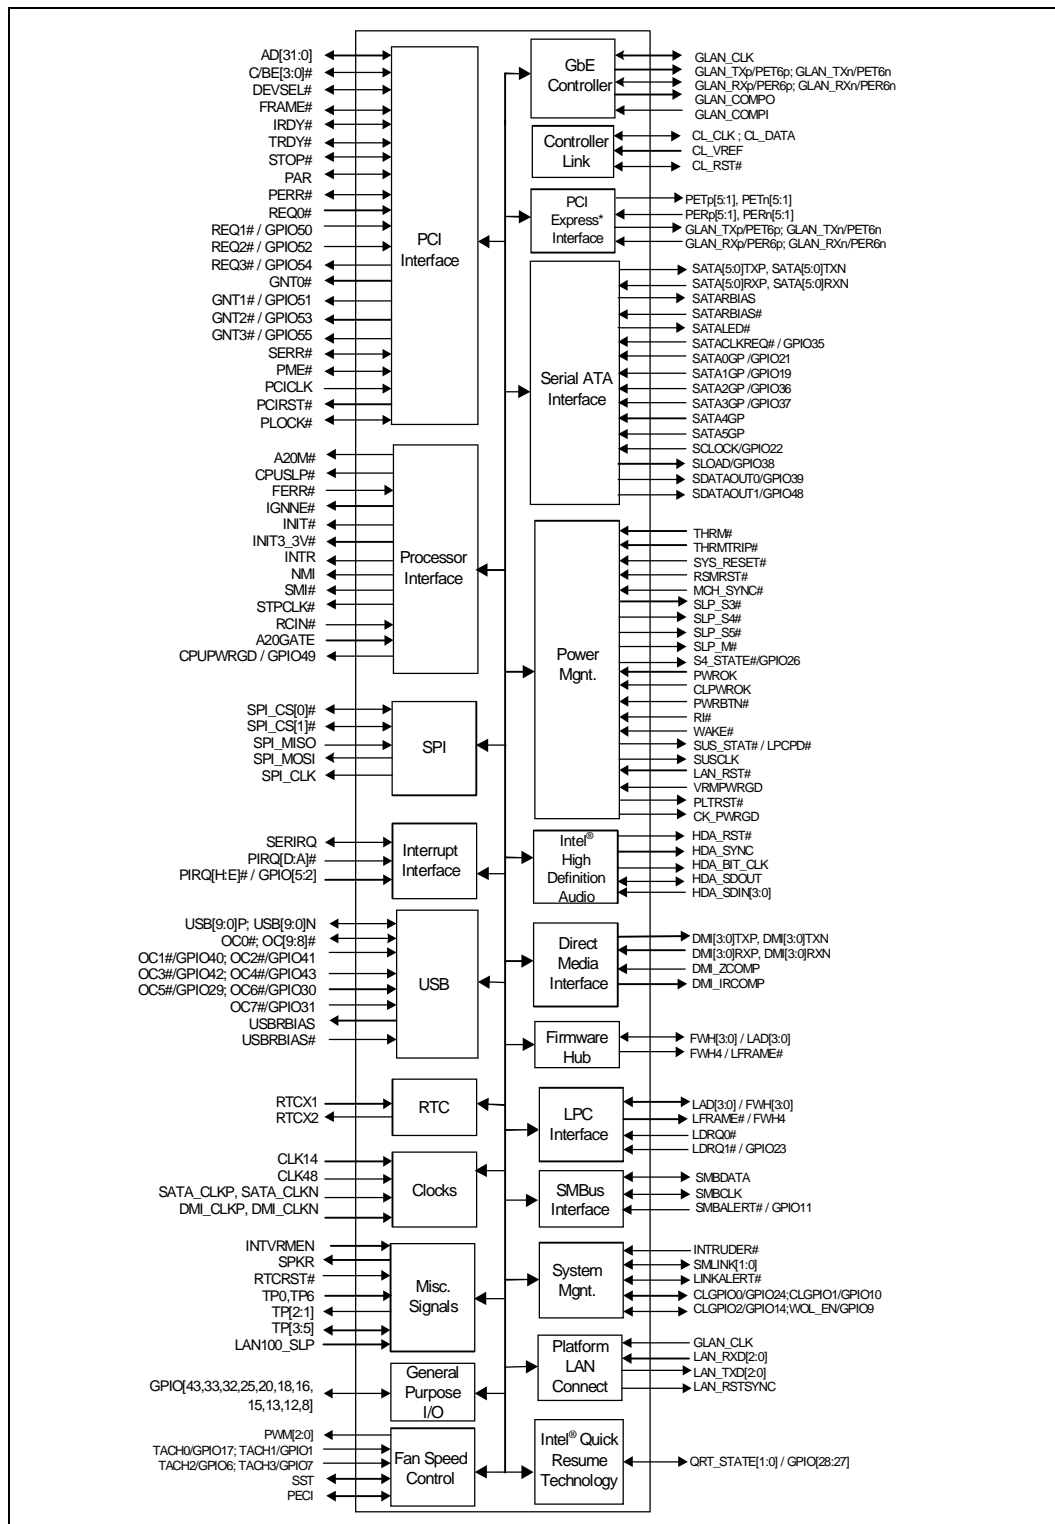 AD[31:0]
C/BE[3:0]#
DEVSEL#
FRAME#
IRDY#
TRDY#
STOP#
PAR
PERR#
REQ0#
REQ1# / GPIO50
REQ2# / GPIO52
REQ3# / GPIO54
GNT0#
GNT1# / GPIO51
GNT2# / GPIO53
GNT3# / GPIO55
SERR#
PME#
PCICLK
PCIRST#
PLOCK#
PCI
Interface
A20M#
CPUSLP#
FERR#
IGNNE#
INIT#
INIT3_3V#
INTR
NMI
SMI#
STPCLK#
RCIN#
A20GATE
CPUPWRGD / GPIO49
Processor
Interface
SPI_CS[0]#
SPI_CS[1]#
SPI_MISO
SPI_MOSI
SPI_CLK
SPI
SERIRQ
PIRQ[D:A]#
PIRQ[H:E]# / GPIO[5:2]
Interrupt
Interface
USB[9:0]P; USB[9:0]N
OC0#; OC[9:8]#
OC1#/GPIO40; OC2#/GPIO41
OC3#/GPIO42; OC4#/GPIO43
OC5#/GPIO29; OC6#/GPIO30
OC7#/GPIO31
USBRBIAS
USBRBIAS#
USB
RTCX1
RTCX2
RTC
CLK14
CLK48
SATA_CLKP, SATA_CLKN
DMI_CLKP, DMI_CLKN
Clocks
INTVRMEN
SPKR
RTCRST#
TP0,TP6
TP[2:1]
TP[3:5]
LAN100_SLP
Misc.
Signals
GPIO[43,33,32,25,20,18,16,
15,13,12,8]
General
Purpose
I/O
PWM[2:0]
TACH0/GPIO17; TACH1/GPIO1
TACH2/GPIO6; TACH3/GPIO7
SST
PECI
Fan Speed
Control
GbE
Controller
GLAN_CLK
GLAN_TXp/PET6p; GLAN_TXn/PET6n
GLAN_RXp/PER6p; GLAN_RXn/PER6n
GLAN_COMPO
GLAN_COMPI
Controller
Link
CL_CLK ; CL_DATA
CL_VREF
CL_RST#
PCI
Express*
Interface
PETp[5:1], PETn[5:1]
PERp[5:1], PERn[5:1]
GLAN_TXp/PET6p; GLAN_TXn/PET6n
GLAN_RXp/PER6p; GLAN_RXn/PER6n
Serial ATA
Interface
SATA[5:0]TXP, SATA[5:0]TXN
SATA[5:0]RXP, SATA[5:0]RXN
SATARBIAS
SATARBIAS#
SATALED#
SATACLKREQ# / GPIO35
SATA0GP /GPIO21
SATA1GP /GPIO19
SATA2GP /GPIO36
SATA3GP /GPIO37
SATA4GP
SATA5GP
SCLOCK/GPIO22
SLOAD/GPIO38
SDATAOUT0/GPIO39
SDATAOUT1/GPIO48
Power
Mgnt.
THRM#
THRMTRIP#
SYS_RESET#
RSMRST#
MCH_SYNC#
SLP_S3#
SLP_S4#
SLP_S5#
SLP_M#
S4_STATE#/GPIO26
PWROK
CLPWROK
PWRBTN#
RI#
WAKE#
SUS_STAT# / LPCPD#
SUSCLK
LAN_RST#
VRMPWRGD
PLTRST#
CK_PWRGD
Intel®
High
Definition
Audio
HDA_RST#
HDA_SYNC
HDA_BIT_CLK
HDA_SDOUT
HDA_SDIN[3:0]
Direct
Media
Interface
DMI[3:0]TXP, DMI[3:0]TXN
DMI[3:0]RXP, DMI[3:0]RXN
DMI_ZCOMP
DMI_IRCOMP
Firmware
Hub
FWH[3:0] / LAD[3:0]
FWH4 / LFRAME#
LPC
Interface
LAD[3:0] / FWH[3:0]
LFRAME# / FWH4
LDRQ0#
LDRQ1# / GPIO23
SMBus
Interface
SMBDATA
SMBCLK
SMBALERT# / GPIO11
System
Mgnt.
INTRUDER#
SMLINK[1:0]
LINKALERT#
CLGPIO0/GPIO24;CLGPIO1/GPIO10
CLGPIO2/GPIO14;WOL_EN/GPIO9
Platform
LAN
Connect
GLAN_CLK
LAN_RXD[2:0]
LAN_TXD[2:0]
LAN_RSTSYNC
Intel® Quick
Resume
Technology
QRT_STATE[1:0] / GPIO[28:27]